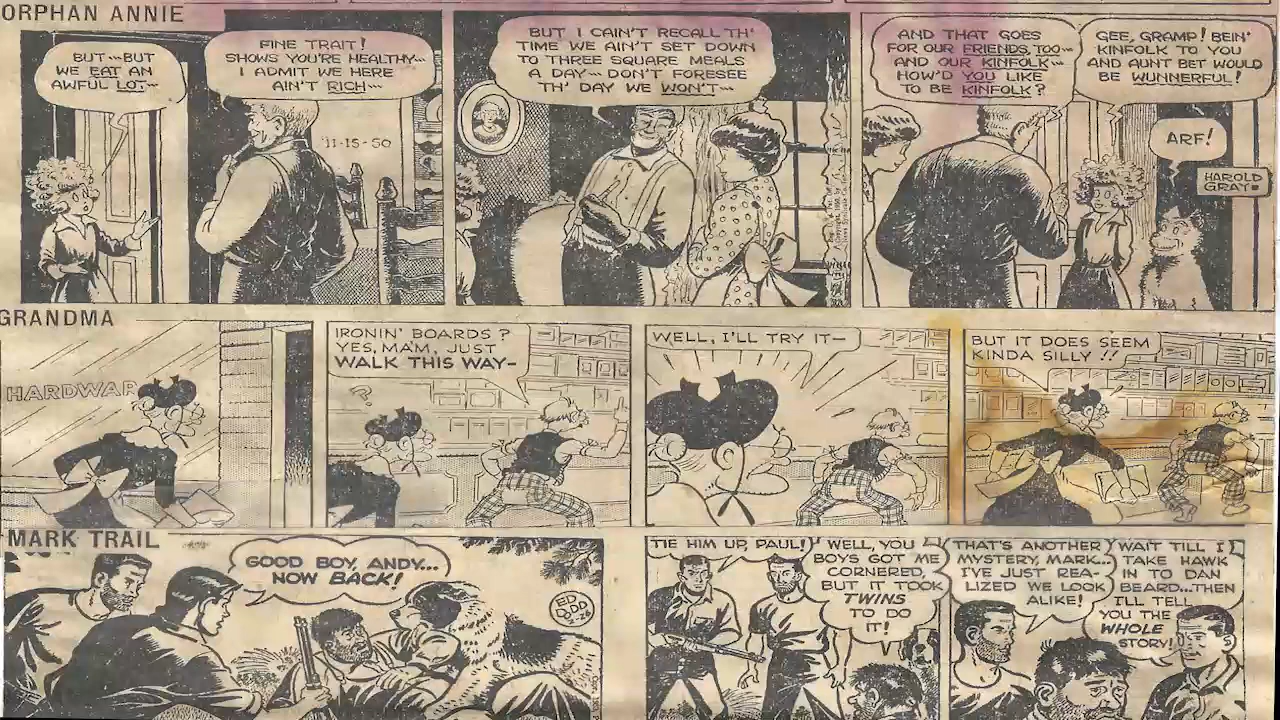 ORPHAN ANNIE
BUT--BUT
WE EAT AN
AWFUL LOT--
FINE TRAIT!
SHOWS YOU'RE HEALTHY--
I ADMIT WE HERE
AIN'T RICH--
11-15-50
BUT I CAIN'T RECALL TH'
TIME WE AIN'T SET DOWN
TO THREE SQUARE MEALS
A DAY-- DON'T FORESEE
TH' DAY WE WON'T--
AND THAT GOES
FOR OUR FRIENDS, TOO--
AND OUR KINFOLK--
HOW'D YOU LIKE
TO BE KINFOLK?
GEE, GRAMP! BEIN'
KINFOLK TO YOU
AND AUNT BET WOULD
BE WUNNERFUL!
ARF!
HAROLD
GRAY
GRANDMA
HARDWAR
IRONIN' BOARDS?
YES, MA'M, JUST
WALK THIS WAY-
?
WELL, I'LL TRY IT-
BUT IT DOES SEEM
KINDA SILLY!!
MARK TRAIL
GOOD BOY, ANDY...
NOW BACK!
ED
DODD
TIE HIM UP, PAUL!
WELL, YOU
BOYS GOT ME
CORNERED,
BUT IT TOOK
TWINS
TO DO
IT!
THAT'S ANOTHER
MYSTERY, MARK...
I'VE JUST REA-
LIZED WE LOOK
ALIKE!
WAIT TILL I
TAKE HAWK
IN TO DAN
BEARD...THEN
I'LL TELL
YOU THE
WHOLE
STORY!